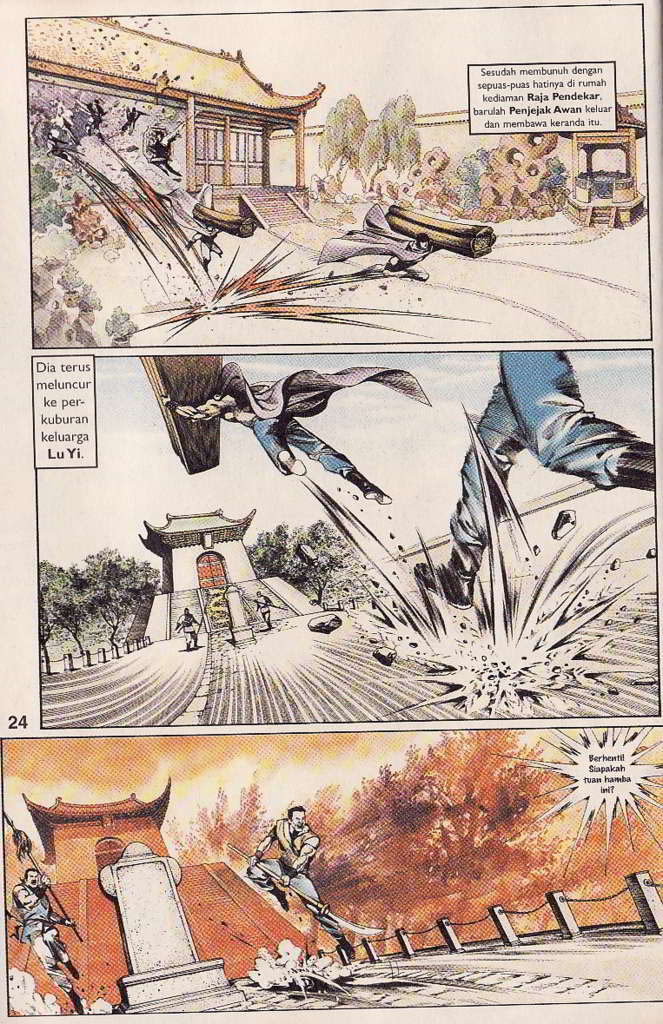 Sesudah membunuh dengan
sepuas-puas hatinya di rumah
kediaman Raja Pendekar,
barulah Penjejak Awan keluar
dan membawa keranda itu.
Dia terus
meluncur
ke per-
kuburan
keluarga
Lu Yi.
24
Berhenti!
Siapakah
tuan hamba
ini?